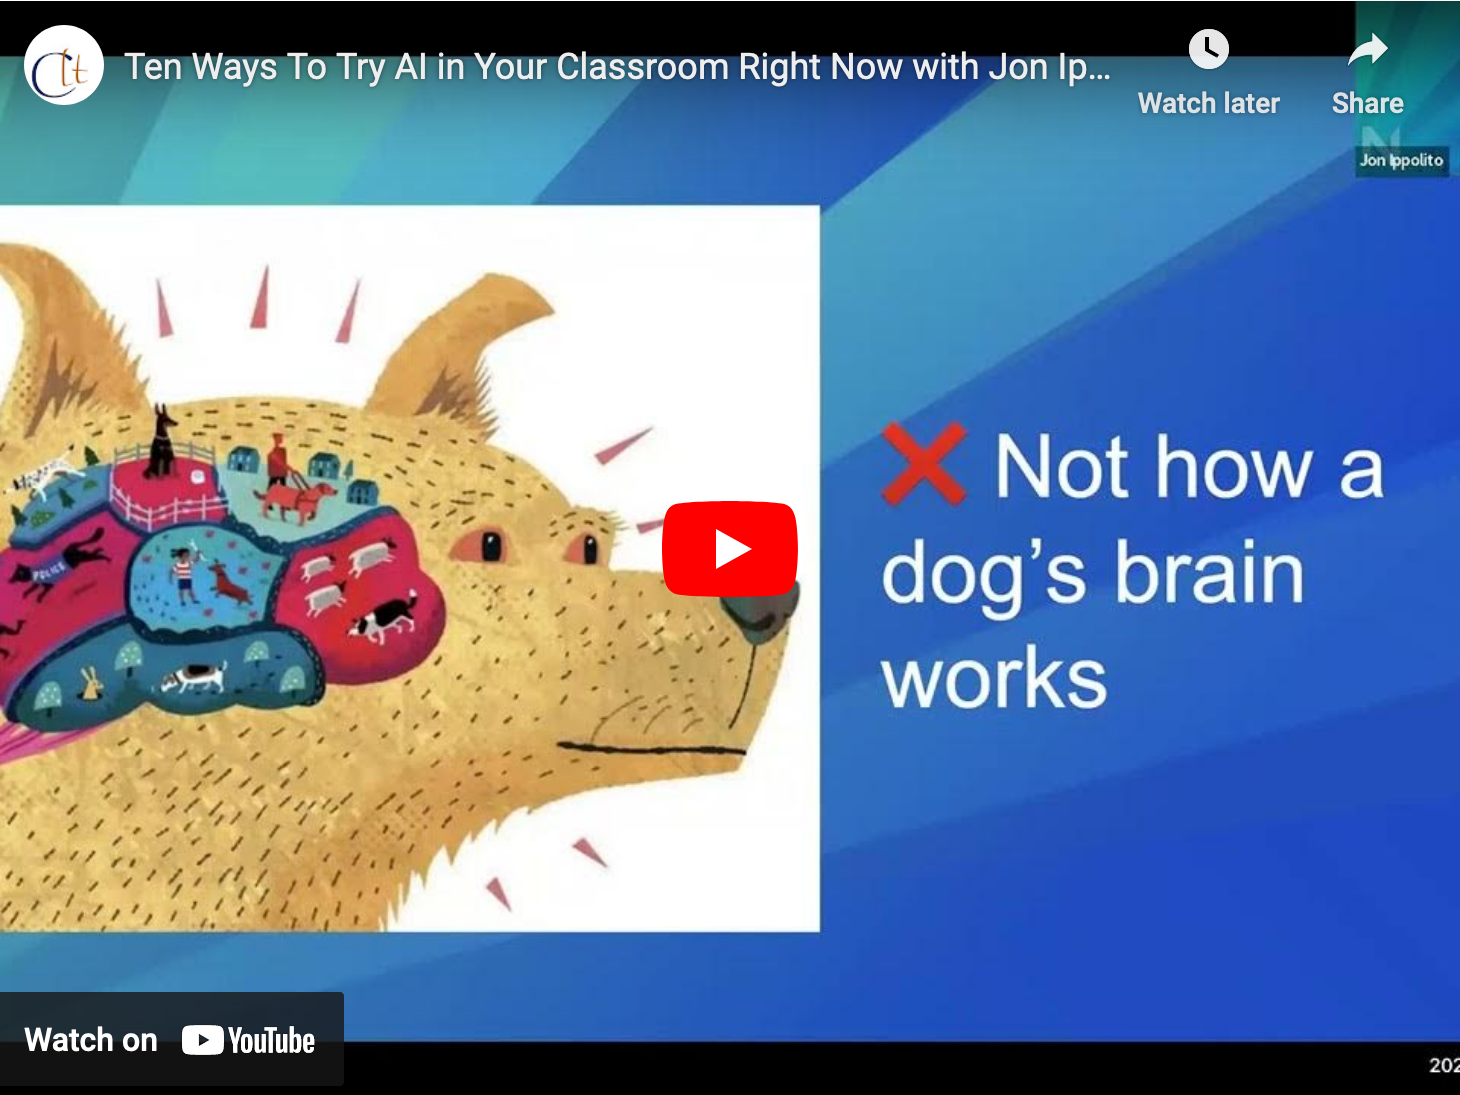 Ten Ways To Try AI in Your Classroom Right Now with Jon Ip...
Watch later
Share
Jon Ippolito
❌ Not how a
dog’s brain
works
POLICE
Watch on YouTube
202